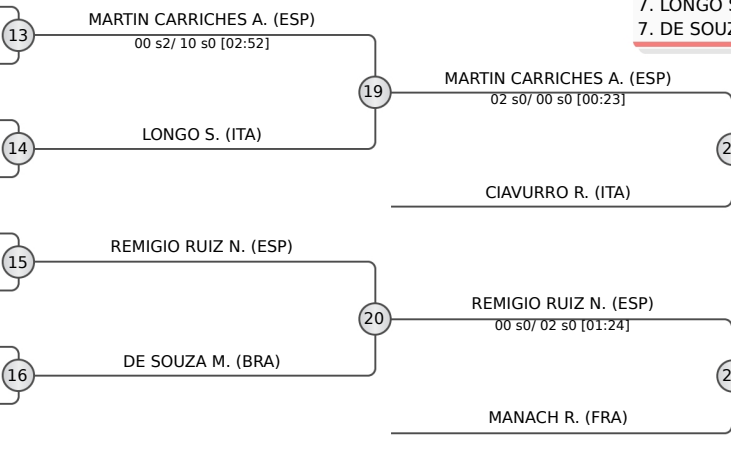 7. LONGO
7. DE
13
MARTIN CARRICHES A. (ESP)
00 s2/ 10 s0 [02:52]
19
MARTIN CARRICHES A. (ESP)
02 s0/ 00 s0 [00:23]
14
LONGO S. (ITA)
CIAVURRO R. (ITA)
15
REMIGIO RUIZ N. (ESP)
20
REMIGIO RUIZ N. (ESP)
00 s0/ 02 s0 [01:24]
16
DE SOUZA M. (BRA)
MANACH R. (FRA)